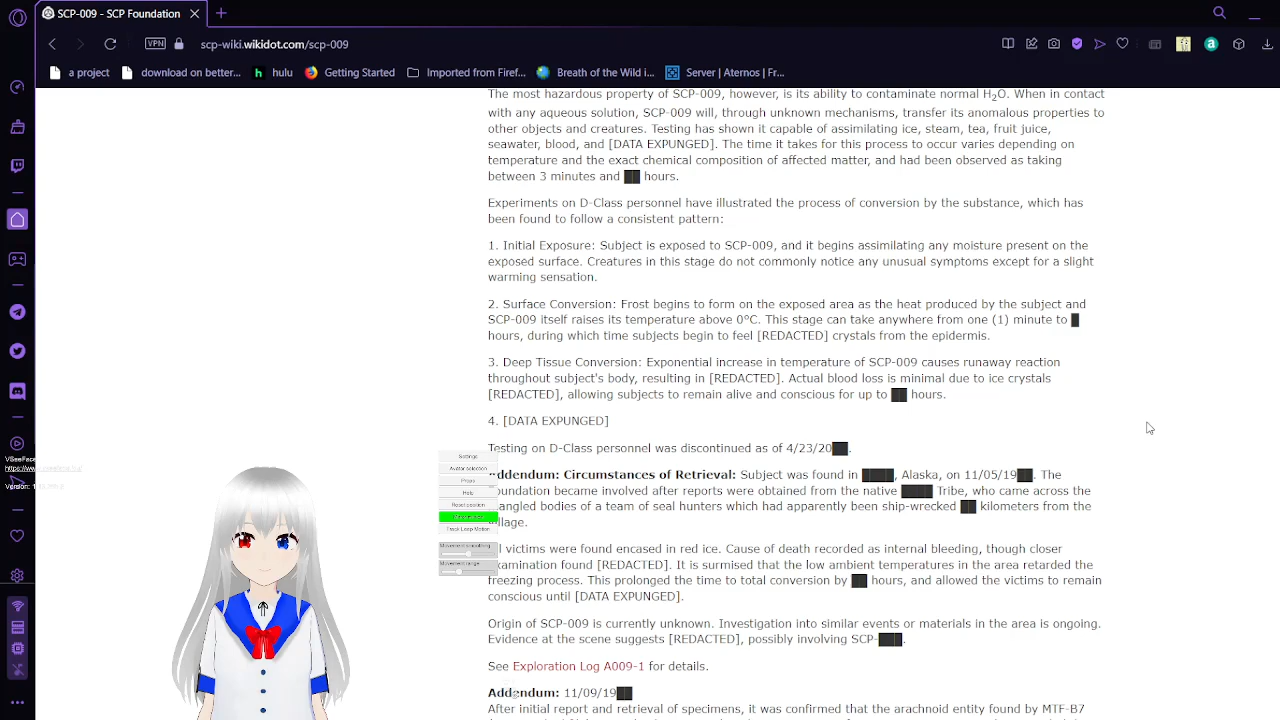 SCP-009 - SCP Foundation
VPN
scp-wiki.wikidot.com/scp-009
a project
download on better...
hulu
Getting Started
Imported from Firef...
Breath of the Wild i...
Server | Aternos | Fr...
The most hazardous property of SCP-009, however, is its ability to contaminate normal H2O. When in contact
with any aqueous solution, SCP-009 will, through unknown mechanisms, transfer its anomalous properties to
other objects and creatures. Testing has shown it capable of assimilating ice, steam, tea, fruit juice,
seawater, blood, and [DATA EXPUNGED]. The time it takes for this process to occur varies depending on
temperature and the exact chemical composition of affected matter, and had been observed as taking
between 3 minutes and ██ hours.
Experiments on D-Class personnel have illustrated the process of conversion by the substance, which has
been found to follow a consistent pattern:
1. Initial Exposure: Subject is exposed to SCP-009, and it begins assimilating any moisture present on the
exposed surface. Creatures in this stage do not commonly notice any unusual symptoms except for a slight
warming sensation.
2. Surface Conversion: Frost begins to form on the exposed area as the heat produced by the subject and
SCP-009 itself raises its temperature above 0°C. This stage can take anywhere from one (1) minute to █
hours, during which time subjects begin to feel [REDACTED] crystals from the epidermis.
3. Deep Tissue Conversion: Exponential increase in temperature of SCP-009 causes runaway reaction
throughout subject's body, resulting in [REDACTED]. Actual blood loss is minimal due to ice crystals
[REDACTED], allowing subjects to remain alive and conscious for up to ██ hours.
4. [DATA EXPUNGED]
Testing on D-Class personnel was discontinued as of 4/23/20██.
ddendum: Circumstances of Retrieval: Subject was found in ████, Alaska, on 11/05/19██. The
oundation became involved after reports were obtained from the native ████ Tribe, who came across the
angled bodies of a team of seal hunters which had apparently been ship-wrecked ██ kilometers from the
llage.
l victims were found encased in red ice. Cause of death recorded as internal bleeding, though closer
xamination found [REDACTED]. It is surmised that the low ambient temperatures in the area retarded the
freezing process. This prolonged the time to total conversion by ██ hours, and allowed the victims to remain
conscious until [DATA EXPUNGED].
Origin of SCP-009 is currently unknown. Investigation into similar events or materials in the area is ongoing.
Evidence at the scene suggests [REDACTED], possibly involving SCP-███.
See Exploration Log A009-1 for details.
Addendum: 11/09/19██
After initial report and retrieval of specimens, it was confirmed that the arachnoid entity found by MTF-B7
VSeeFace
Version: 1
Settings
Avatar selection
Help
Reset position
Track Leap Motion
Movement smoothing
Movement range